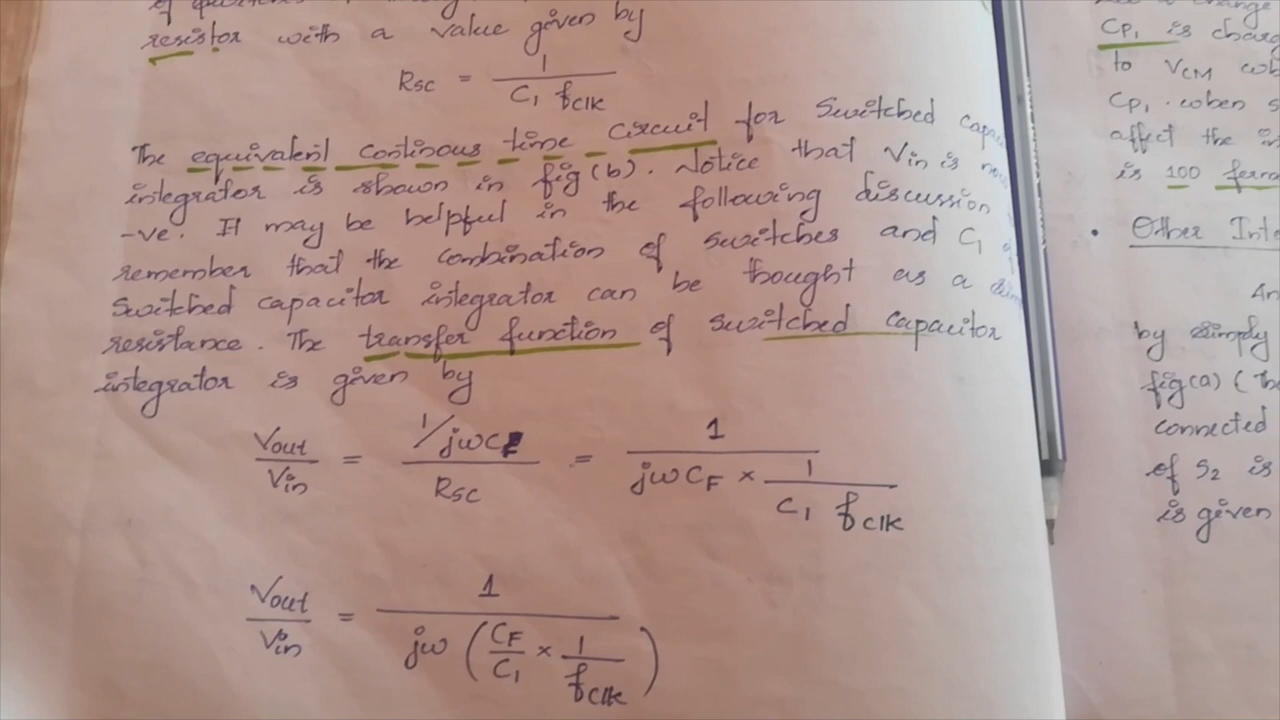 resistor with a value given by
Rsc = 1 / C1 fclk
The equivalent continous time circuit for switched
integrator is shown in fig(b). Notice that Vin is now
-ve. It may be helpful in the following discussion
remember that the combination of switches and C1 of
switched capacitor integrator can be thought as a
resistance. The transfer function of switched capacitor
integrator is given by
Vout/Vin = (1/jωCF) / Rsc = 1 / (jωCF × 1/(C1 fclk))
Vout/Vin = 1 / (jω (CF/C1 × 1/fclk))
change
CP1 is
to VCM
CP1. when
affect the
is 100
• Other
by simply
fig(a) (
connected
of S2 is
is given